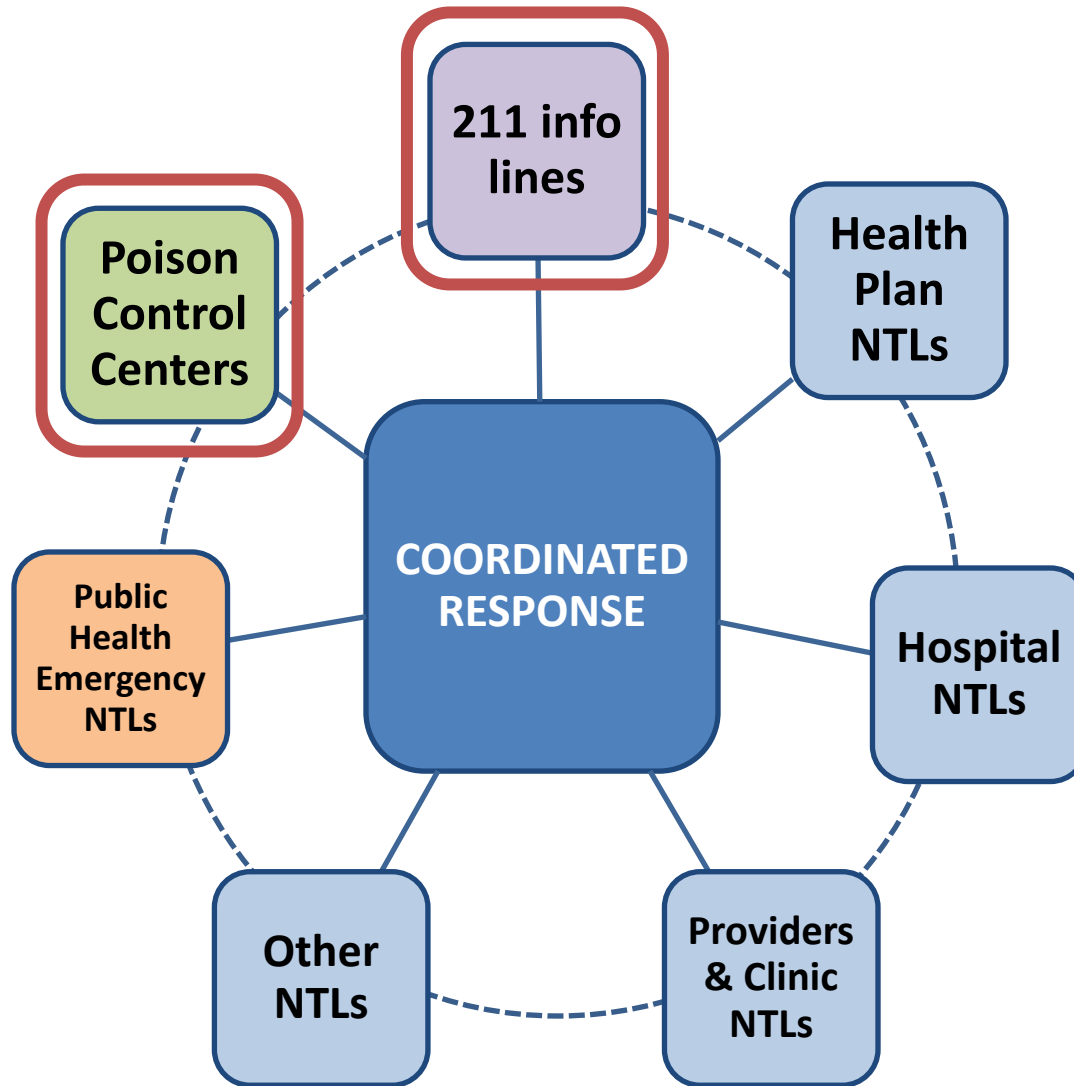 211 info
lines
Health
Plan
NTLs
Poison
Control
Centers
COORDINATED
RESPONSE
Public
Health
Emergency
NTLs
Hospital
NTLs
Other
NTLs
Providers
& Clinic
NTLs